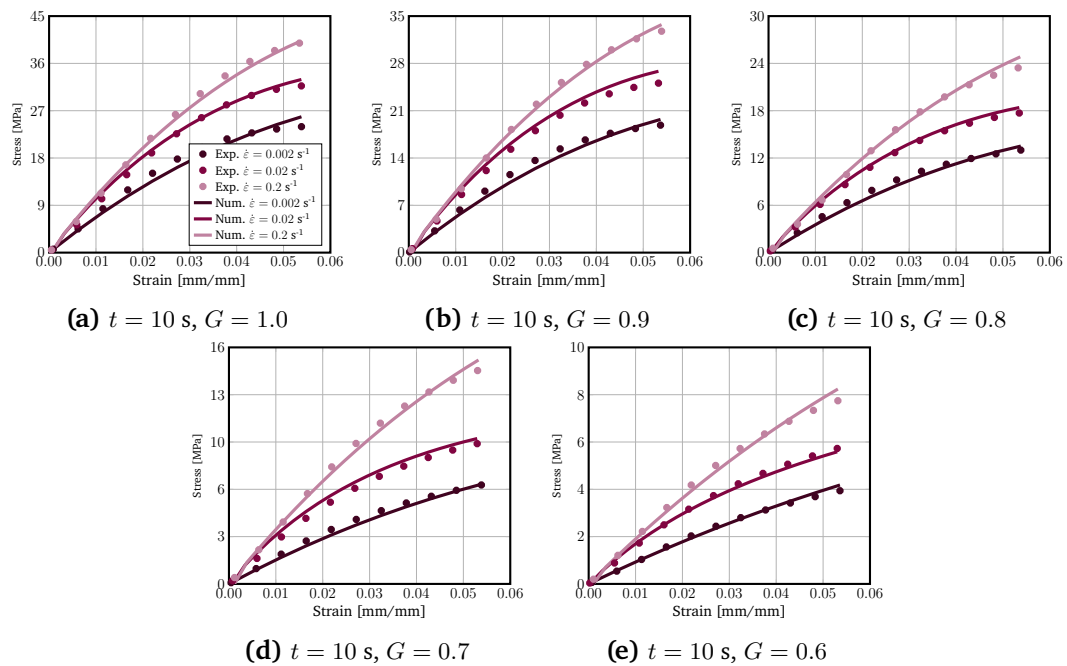 45
36
27
18
9
0
Stress [MPa]
Exp. ε̇ = 0.002 s⁻¹
Exp. ε̇ = 0.02 s⁻¹
Exp. ε̇ = 0.2 s⁻¹
Num. ε̇ = 0.002 s⁻¹
Num. ε̇ = 0.02 s⁻¹
Num. ε̇ = 0.2 s⁻¹
0.00 0.01 0.02 0.03 0.04 0.05 0.06
Strain [mm/mm]
(a) t = 10 s, G = 1.0
35
28
21
14
7
0
Stress [MPa]
0.00 0.01 0.02 0.03 0.04 0.05 0.06
Strain [mm/mm]
(b) t = 10 s, G = 0.9
30
24
18
12
6
0
Stress [MPa]
0.00 0.01 0.02 0.03 0.04 0.05 0.06
Strain [mm/mm]
(c) t = 10 s, G = 0.8
16
13
10
6
3
0
Stress [MPa]
0.00 0.01 0.02 0.03 0.04 0.05 0.06
Strain [mm/mm]
(d) t = 10 s, G = 0.7
10
8
6
4
2
0
Stress [MPa]
0.00 0.01 0.02 0.03 0.04 0.05 0.06
Strain [mm/mm]
(e) t = 10 s, G = 0.6